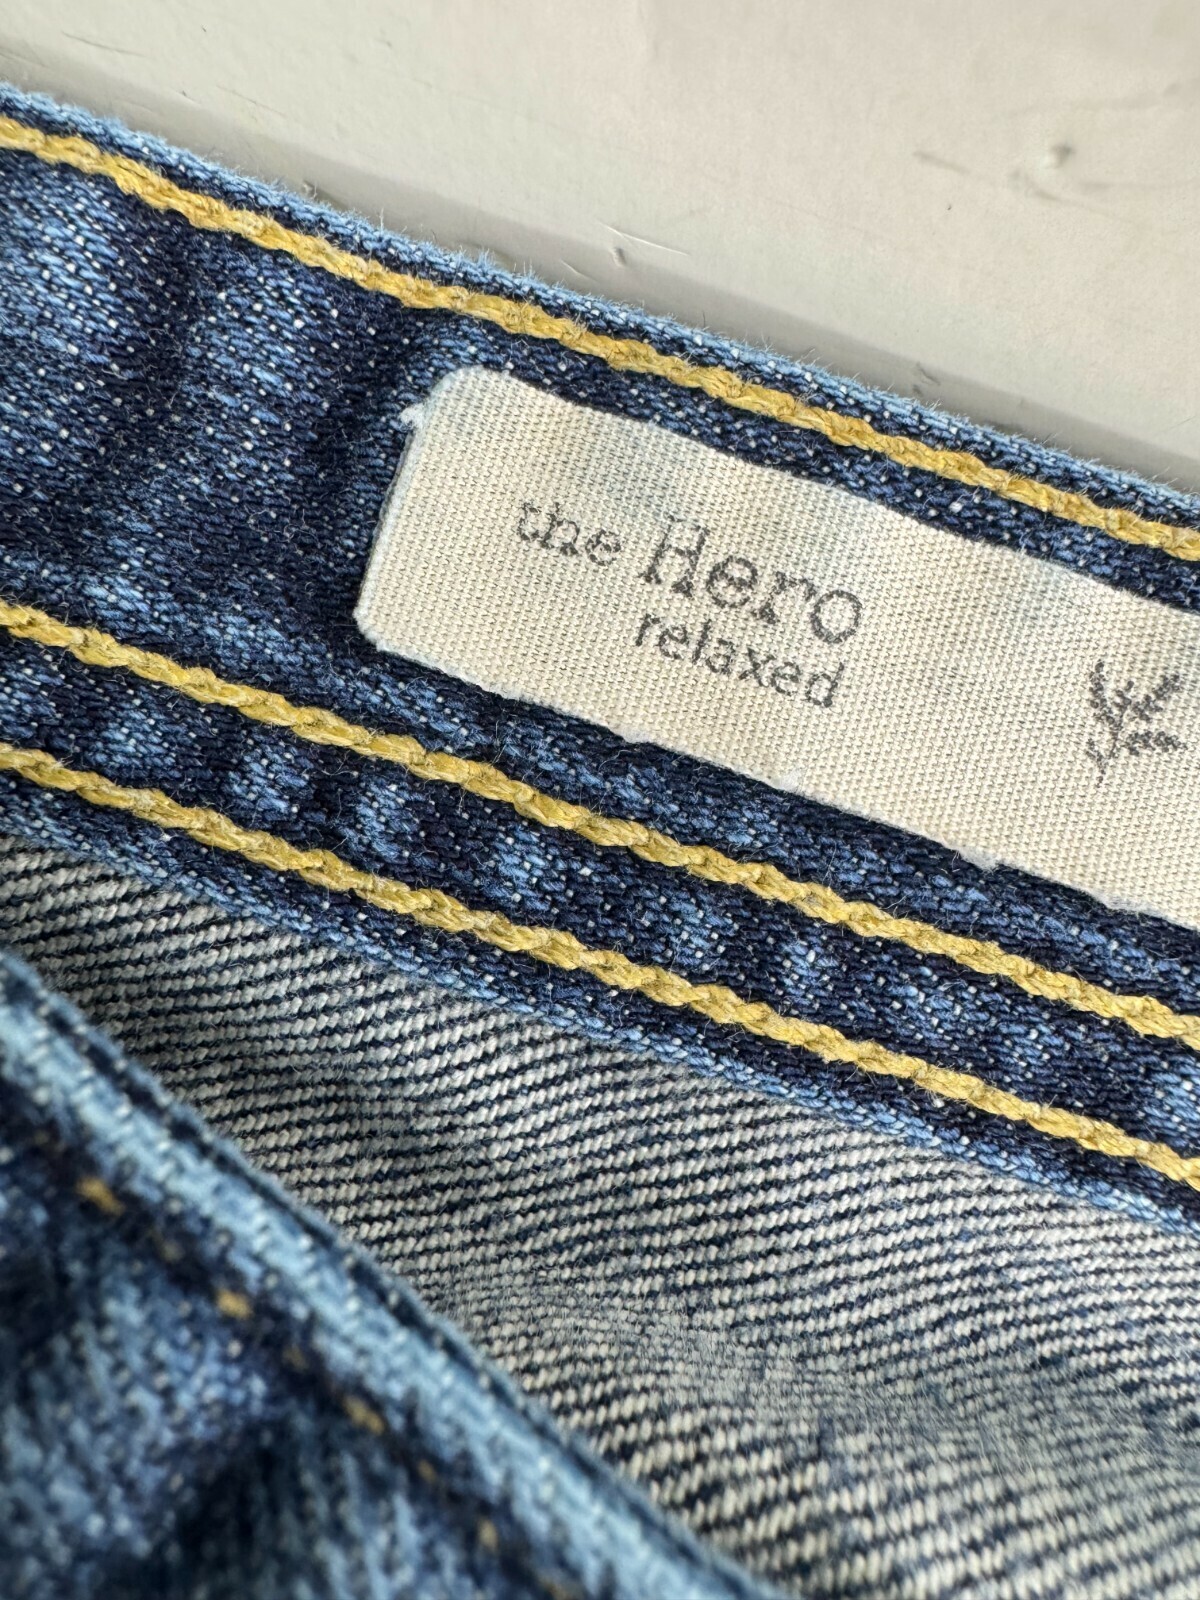 the Hero
relaxed